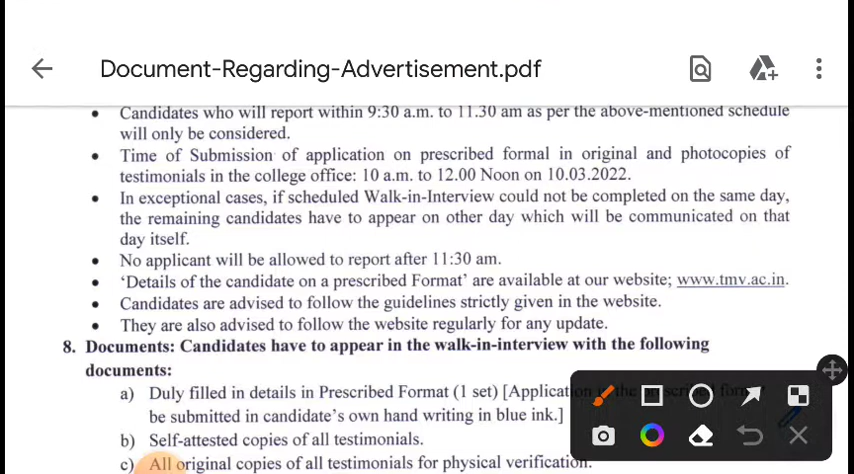 Document-Regarding-Advertisement.pdf
• Candidates who will report within 9:30 a.m. to 11.30 am as per the above-mentioned schedule
will only be considered.
• Time of Submission of application on prescribed formal in original and photocopies of
testimonials in the college office: 10 a.m. to 12.00 Noon on 10.03.2022.
• In exceptional cases, if scheduled Walk-in-Interview could not be completed on the same day,
the remaining candidates have to appear on other day which will be communicated on that
day itself.
• No applicant will be allowed to report after 11:30 am.
• ‘Details of the candidate on a prescribed Format’ are available at our website; www.tmv.ac.in.
• Candidates are advised to follow the guidelines strictly given in the website.
• They are also advised to follow the website regularly for any update.
8. Documents: Candidates have to appear in the walk-in-interview with the following
documents:
a) Duly filled in details in Prescribed Format (1 set) [Application in the prescribed format
be submitted in candidate’s own hand writing in blue ink.]
b) Self-attested copies of all testimonials.
c) All original copies of all testimonials for physical verification.